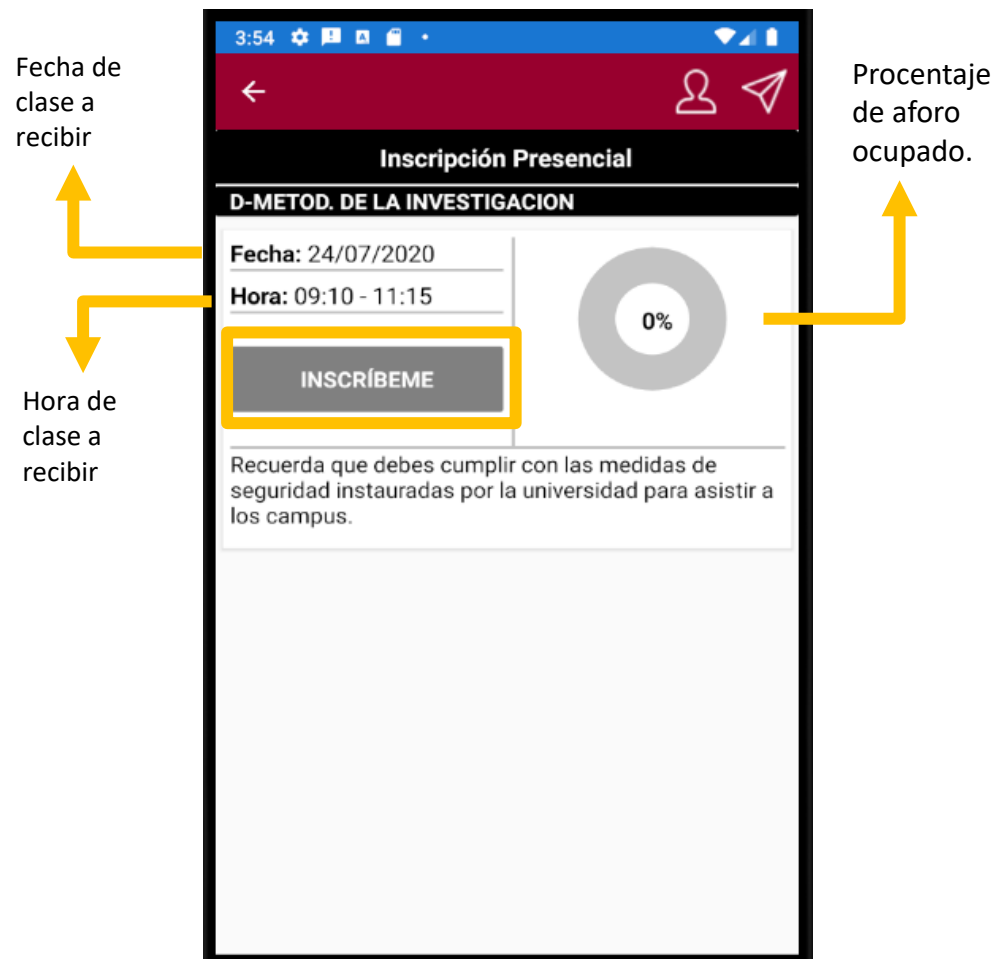 3:54
Fecha de
clase a
recibir
Procentaje
de aforo
ocupado.
Inscripción Presencial
D-METOD. DE LA INVESTIGACION
Fecha: 24/07/2020
Hora: 09:10 - 11:15
0%
INSCRÍBEME
Hora de
clase a
recibir
Recuerda que debes cumplir con las medidas de
seguridad instauradas por la universidad para asistir a
los campus.